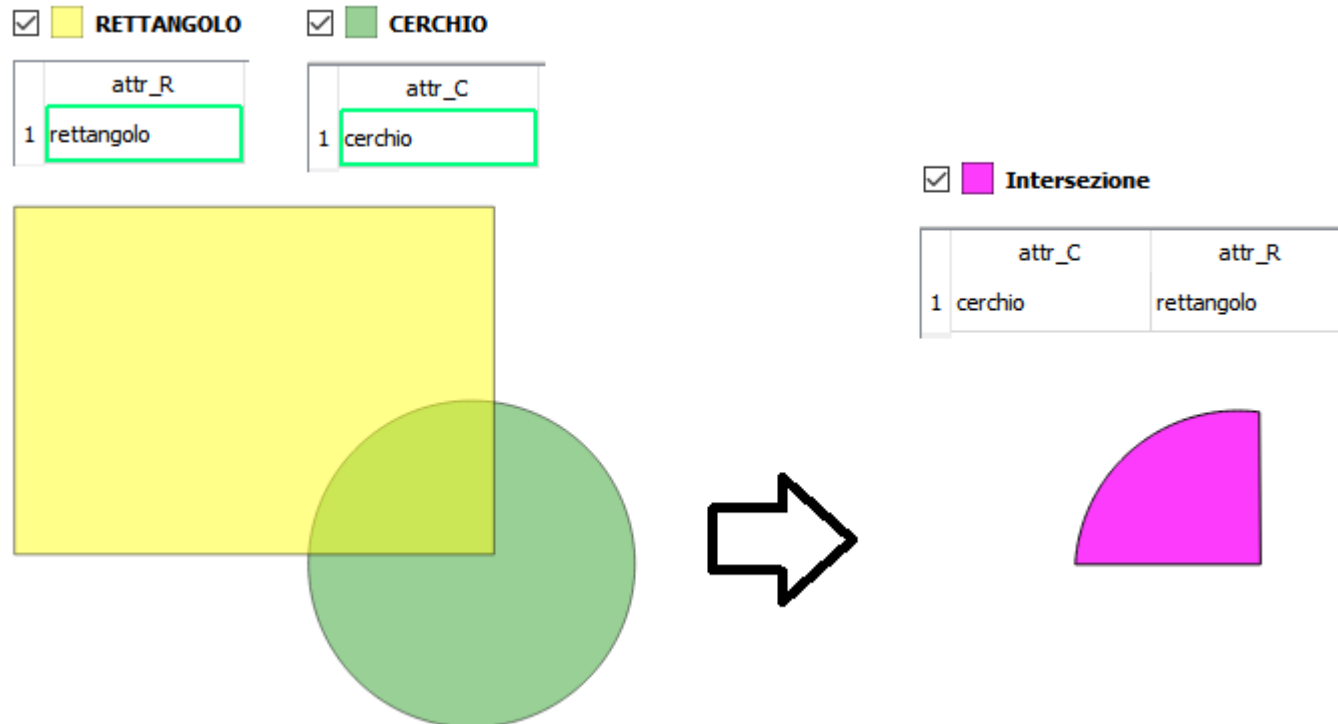 RETTANGOLO
CERCHIO
attr_R
1 rettangolo
attr_C
1 cerchio
Intersezione
attr_C attr_R
1 cerchio rettangolo